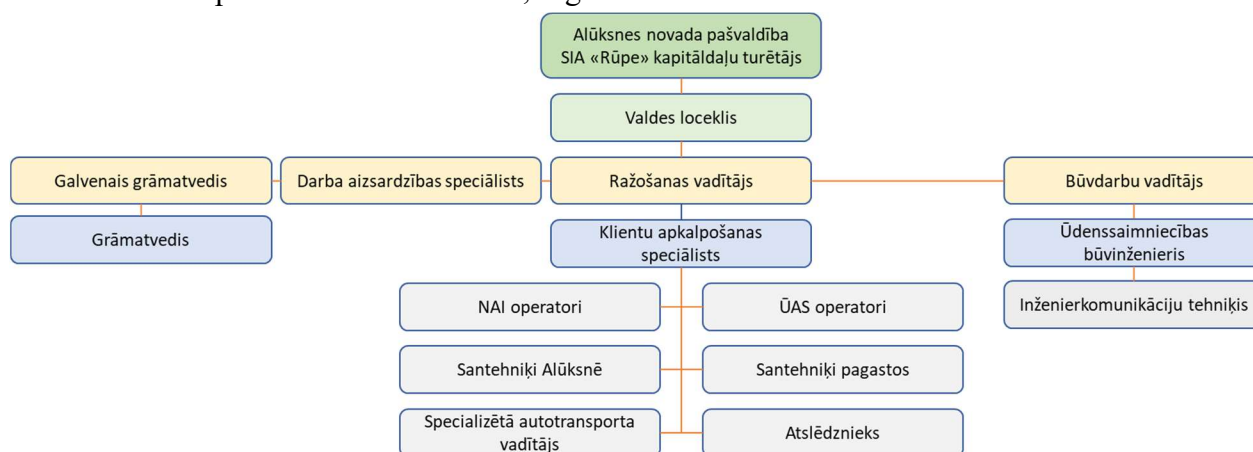 Alūksnes novada pašvaldība
SIA «Rūpe» kapitāldaļu turētājs
Valdes loceklis
Galvenais grāmatvedis
Darba aizsardzības speciālists
Ražošanas vadītājs
Būvdarbu vadītājs
Grāmatvedis
Klientu apkalpošanas
speciālists
Ūdenssaimniecības
būvinženieris
NAI operatori
ŪAS operatori
Inženierkomunikāciju tehniķis
Santehniķi Alūksnē
Santehniķi pagastos
Specializētā autotransporta
vadītājs
Atslēdznieks